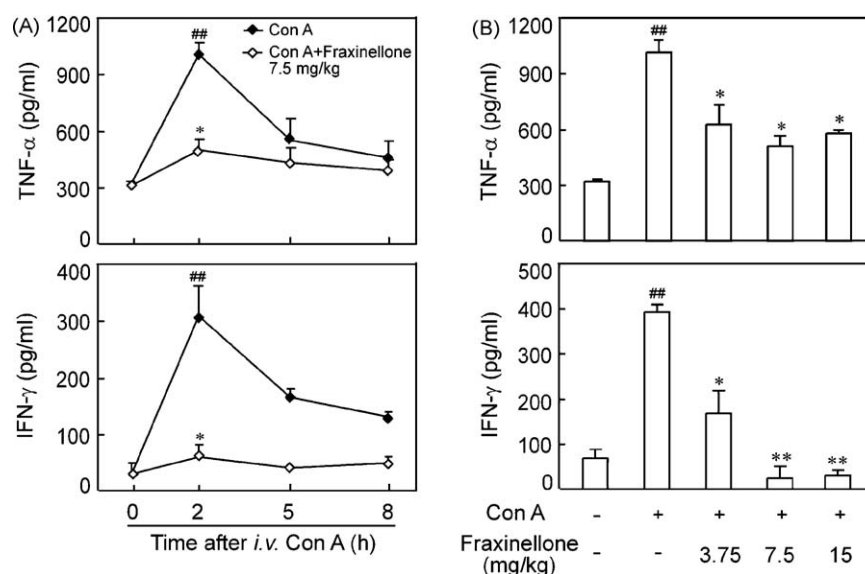 (A)
1200
900
600
300
0
TNF-α (pg/ml)
##
*
Con A
Con A+Fraxinellone
7.5 mg/kg
400
300
200
100
0
IFN-γ (pg/ml)
##
*
0 2 5 8
Time after i.v. Con A (h)
(B)
1200
900
600
300
0
TNF-α (pg/ml)
##
*
*
*
500
400
300
200
100
0
IFN-γ (pg/ml)
##
*
**
**
Con A - + + + +
Fraxinellone - - 3.75 7.5 15
(mg/kg)